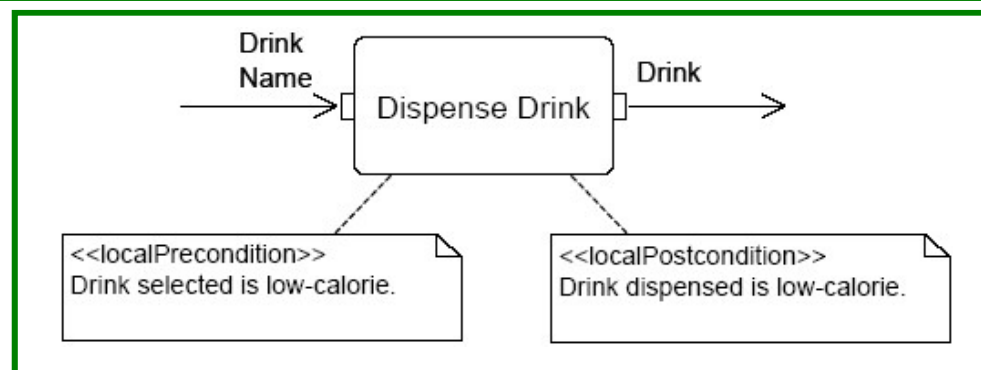 Drink
Name
Dispense Drink
Drink
<<localPrecondition>>
Drink selected is low-calorie.
<<localPostcondition>>
Drink dispensed is low-calorie.